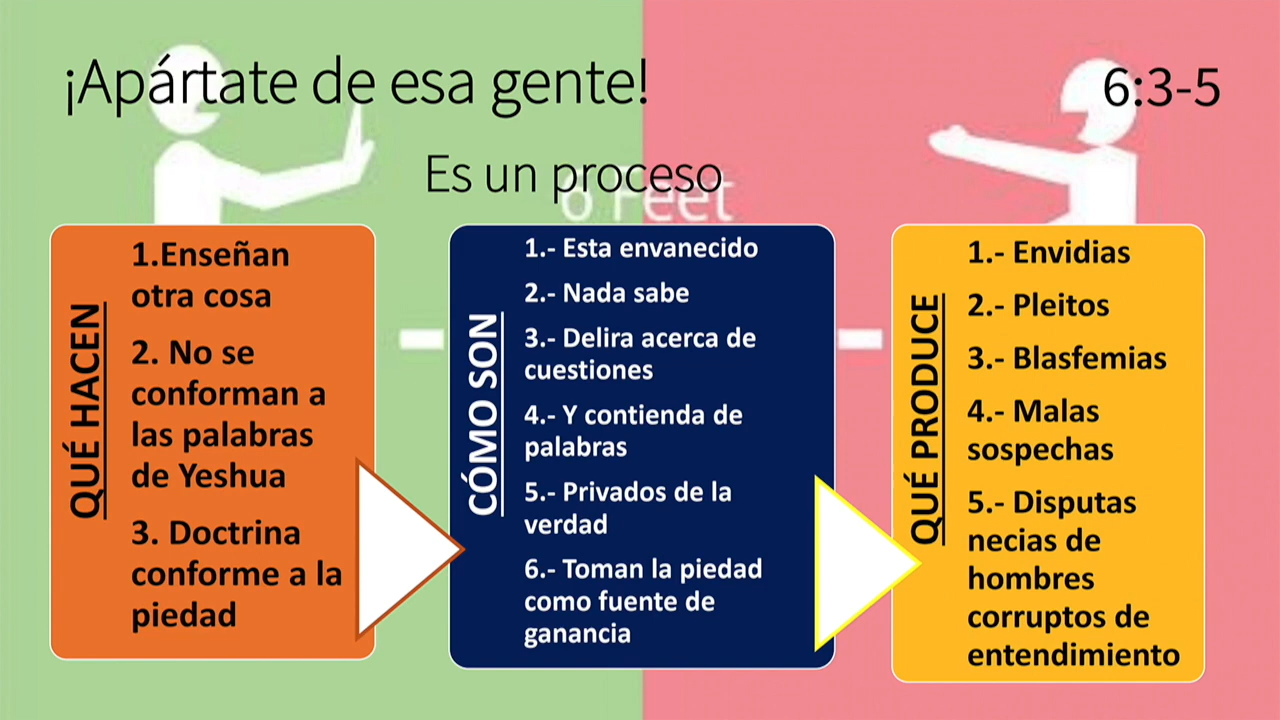 ¡Apártate de esa gente!
6:3-5
Es un proceso
6 Feet
QUÉ HACEN
1.Enseñan
otra cosa
2. No se
conforman a
las palabras
de Yeshua
3. Doctrina
conforme a la
piedad
CÓMO SON
1.- Esta envanecido
2.- Nada sabe
3.- Delira acerca de
cuestiones
4.- Y contienda de
palabras
5.- Privados de la
verdad
6.- Toman la piedad
como fuente de
ganancia
QUÉ PRODUCE
1.- Envidias
2.- Pleitos
3.- Blasfemias
4.- Malas
sospechas
5.- Disputas
necias de
hombres
corruptos de
entendimiento